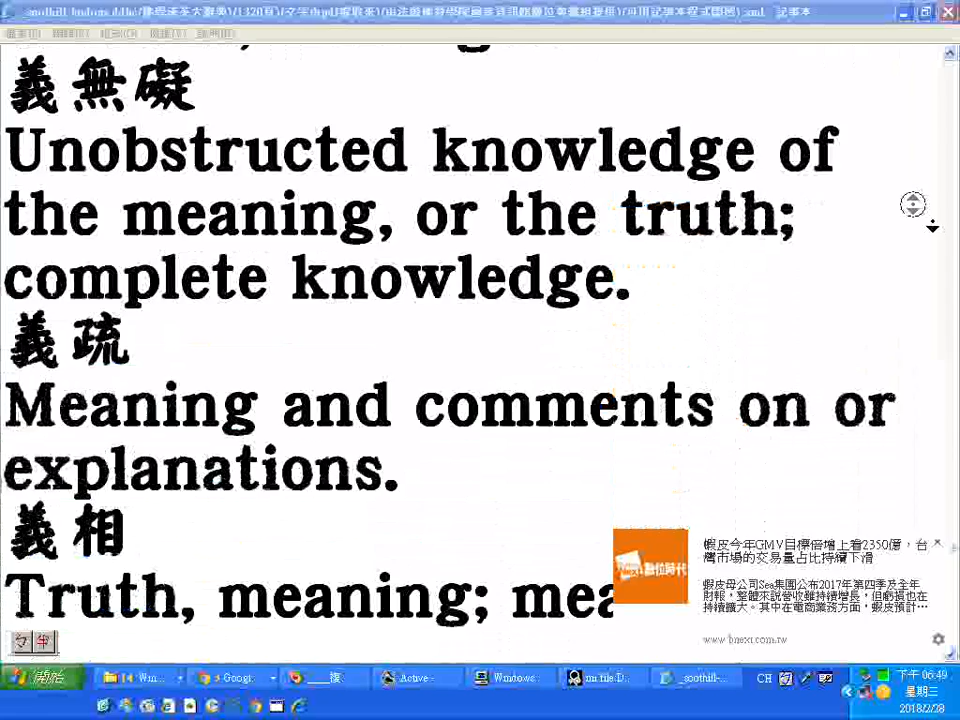 義無礙
Unobstructed knowledge of
the meaning, or the truth;
complete knowledge.
義疏
Meaning and comments on or
explanations.
義相
Truth, meaning; mea
數位時代
蝦皮今年GMV目標倍增上看2350億，台
灣市場的交易量占比持續下滑
蝦皮母公司Sea集團公布2017年第四季及全年
財報，整體來說營收雖持續增長，但虧損也在
持續擴大。其中在電商業務方面，蝦皮預計…
www.bnext.com.tw
開始
Googl
Active -
Windows
_soothill-
CH
下午 06:49
星期三
2018/2/28